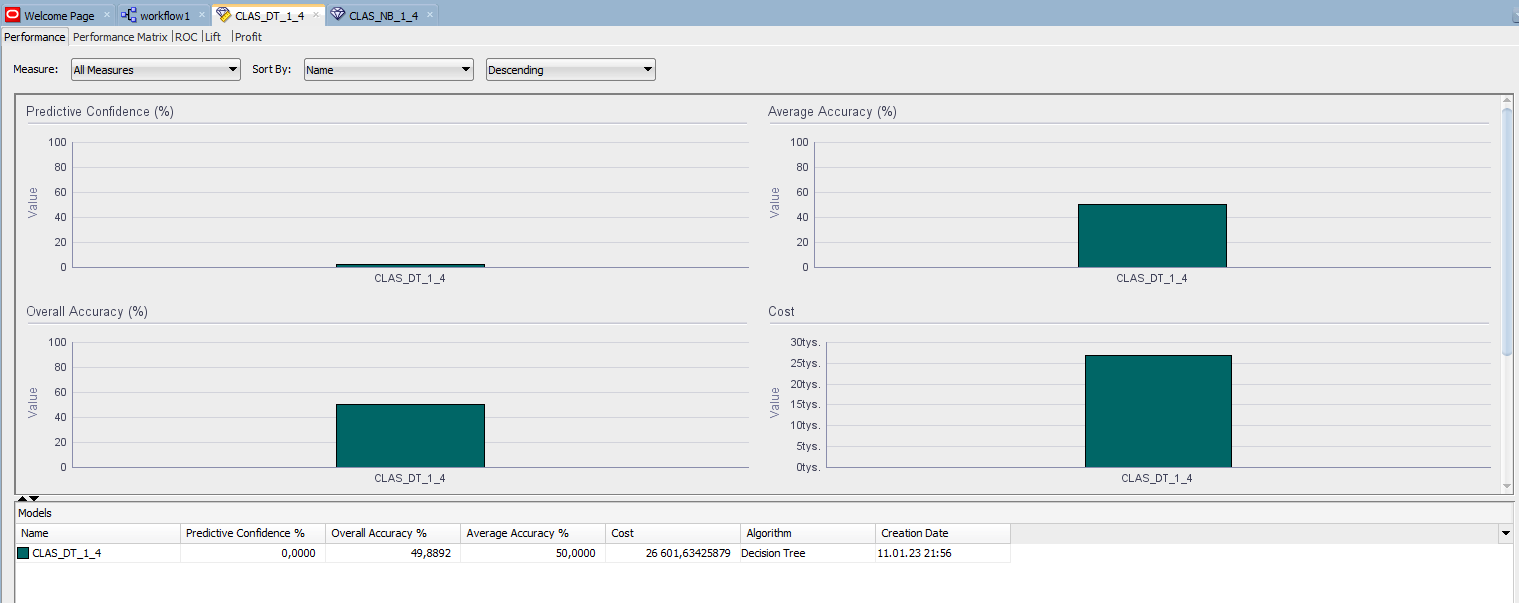 Welcome Page workflow1 CLAS_DT_1_4 CLAS_NB_1_4
Performance Performance Matrix ROC Lift Profit
Measure: All Measures Sort By: Name Descending
Predictive Confidence (%)
100
80
60
40
20
0
Value
CLAS_DT_1_4
Average Accuracy (%)
100
80
60
40
20
0
Value
CLAS_DT_1_4
Overall Accuracy (%)
100
80
60
40
20
0
Value
CLAS_DT_1_4
Cost
30tys.
25tys.
20tys.
15tys.
10tys.
5tys.
0tys.
Value
CLAS_DT_1_4
Models
Name Predictive Confidence % Overall Accuracy % Average Accuracy % Cost Algorithm Creation Date
CLAS_DT_1_4 0,0000 49,8892 50,0000 26 601,63425879 Decision Tree 11.01.23 21:56